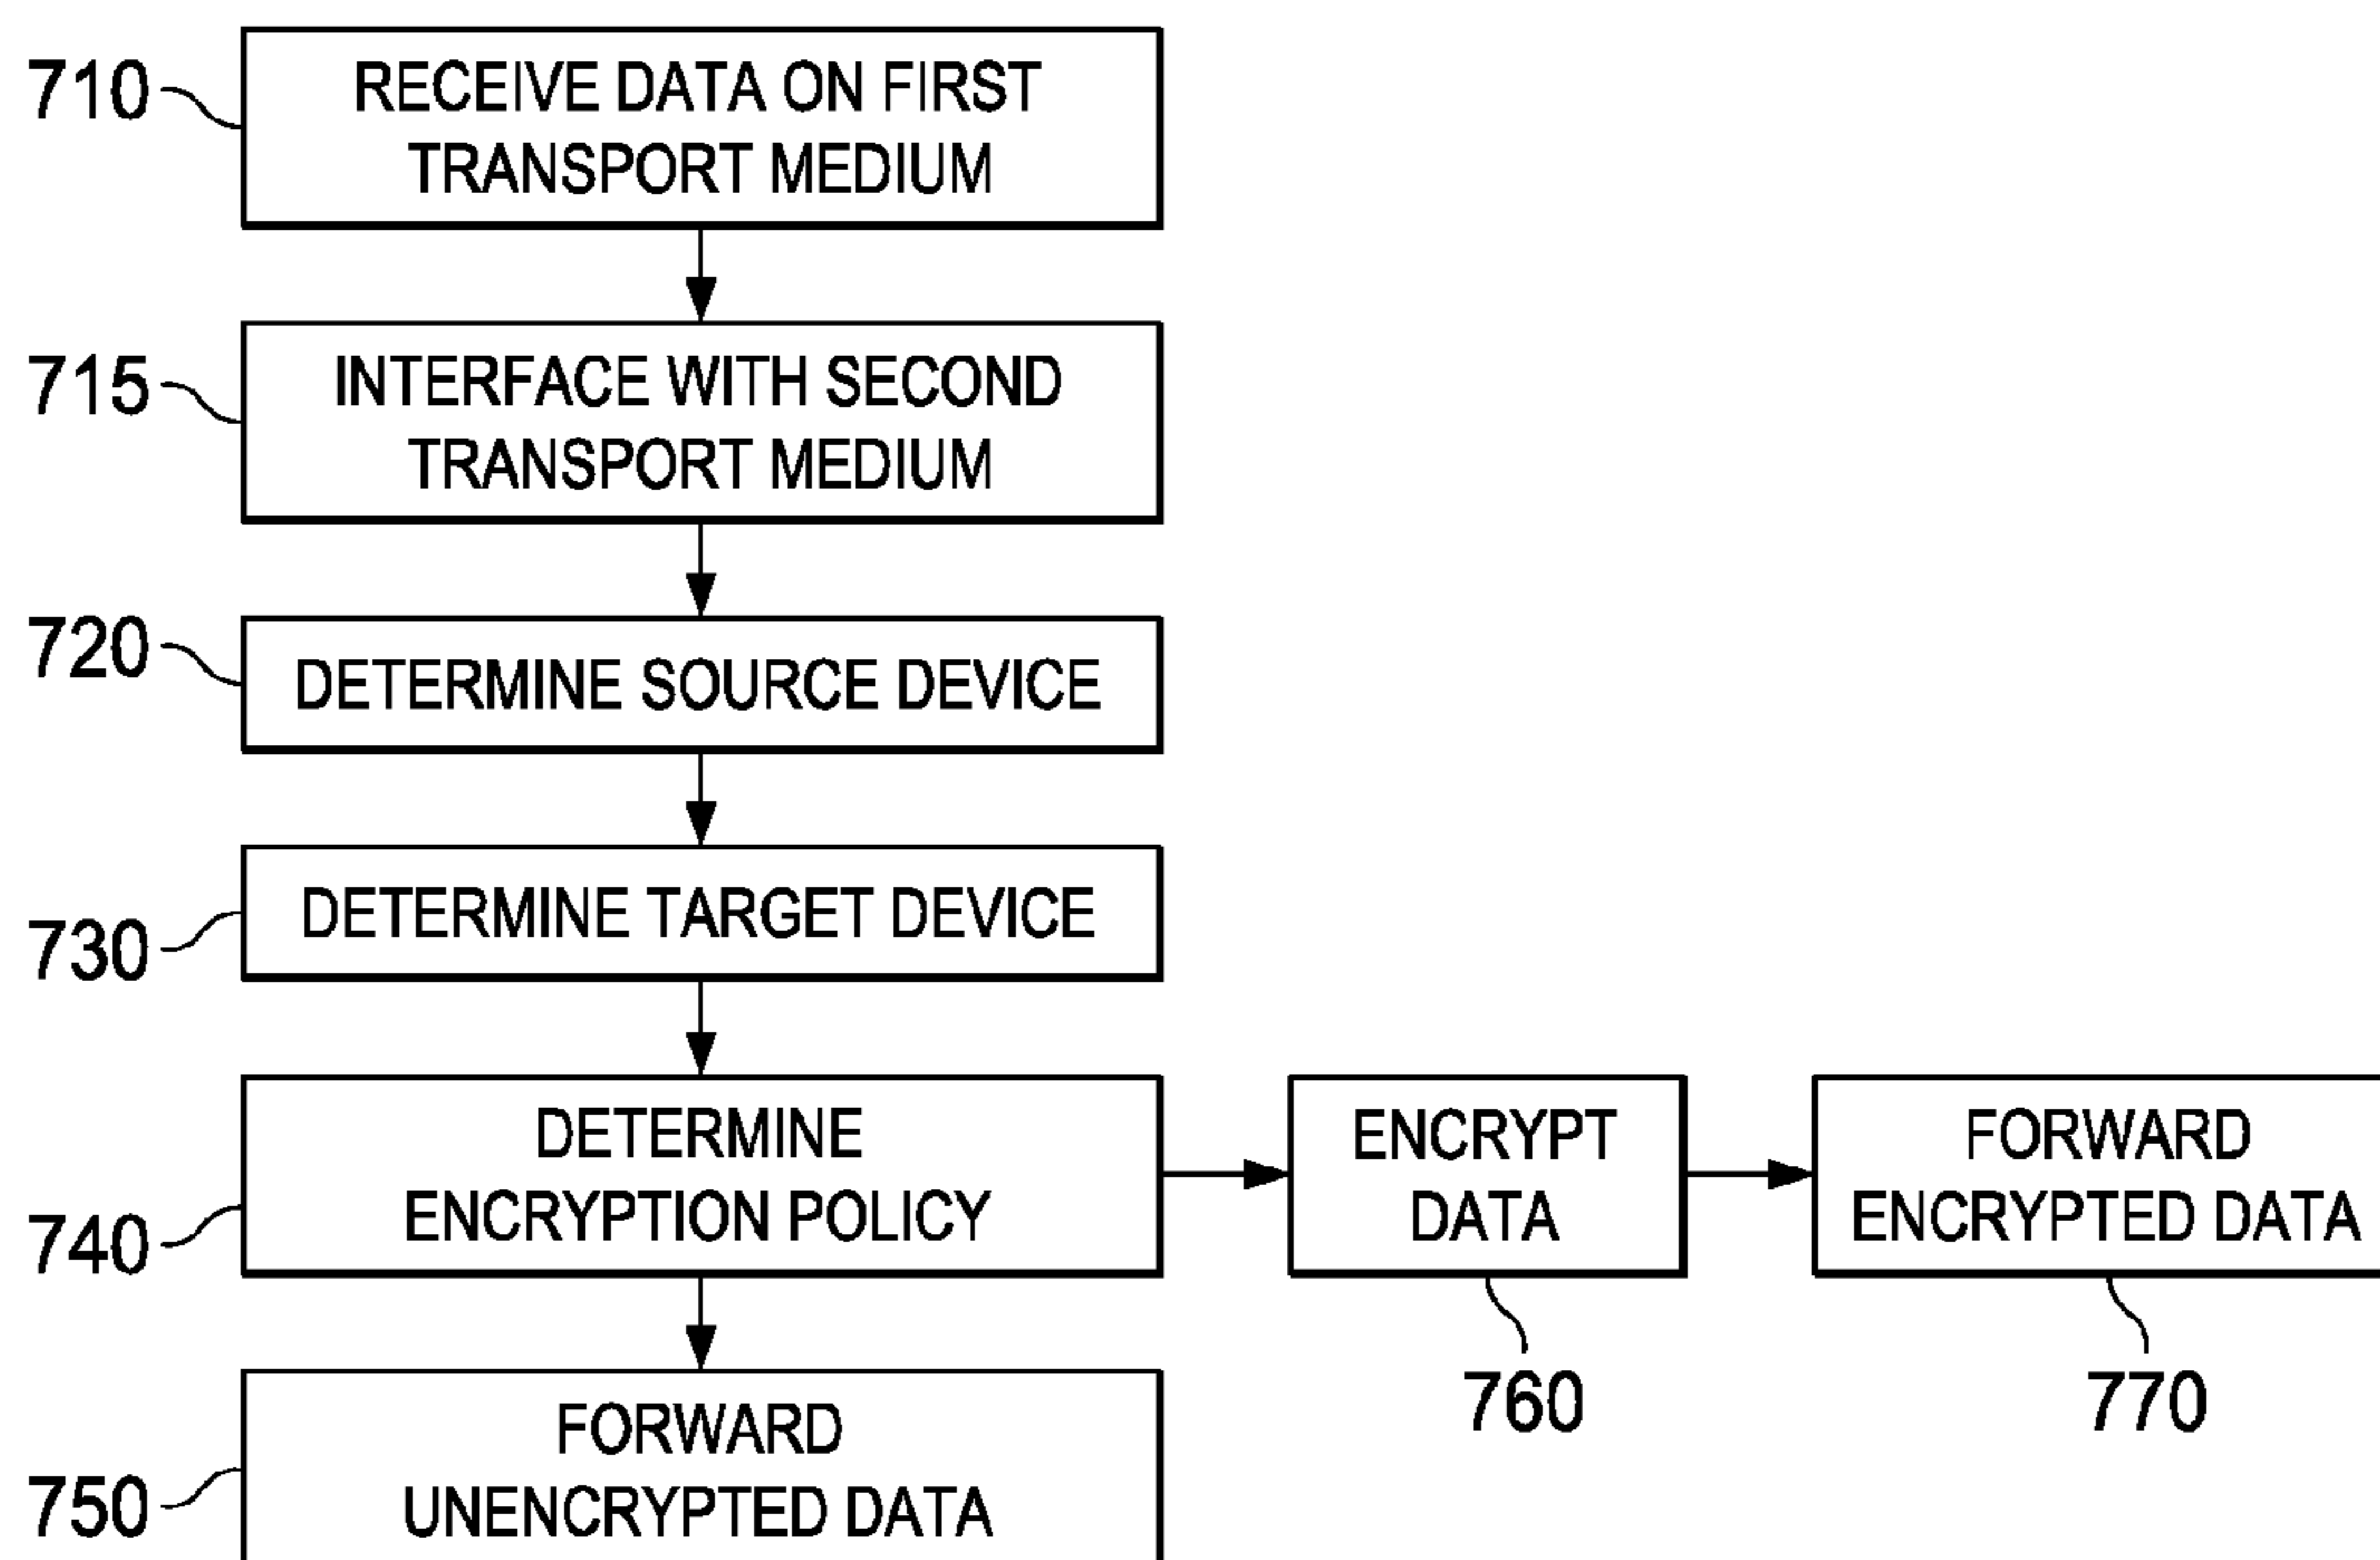 710
RECEIVE DATA ON FIRST
TRANSPORT MEDIUM
715
INTERFACE WITH SECOND
TRANSPORT MEDIUM
720
DETERMINE SOURCE DEVICE
730
DETERMINE TARGET DEVICE
740
DETERMINE
ENCRYPTION POLICY
ENCRYPT
DATA
760
FORWARD
ENCRYPTED DATA
770
750
FORWARD
UNENCRYPTED DATA